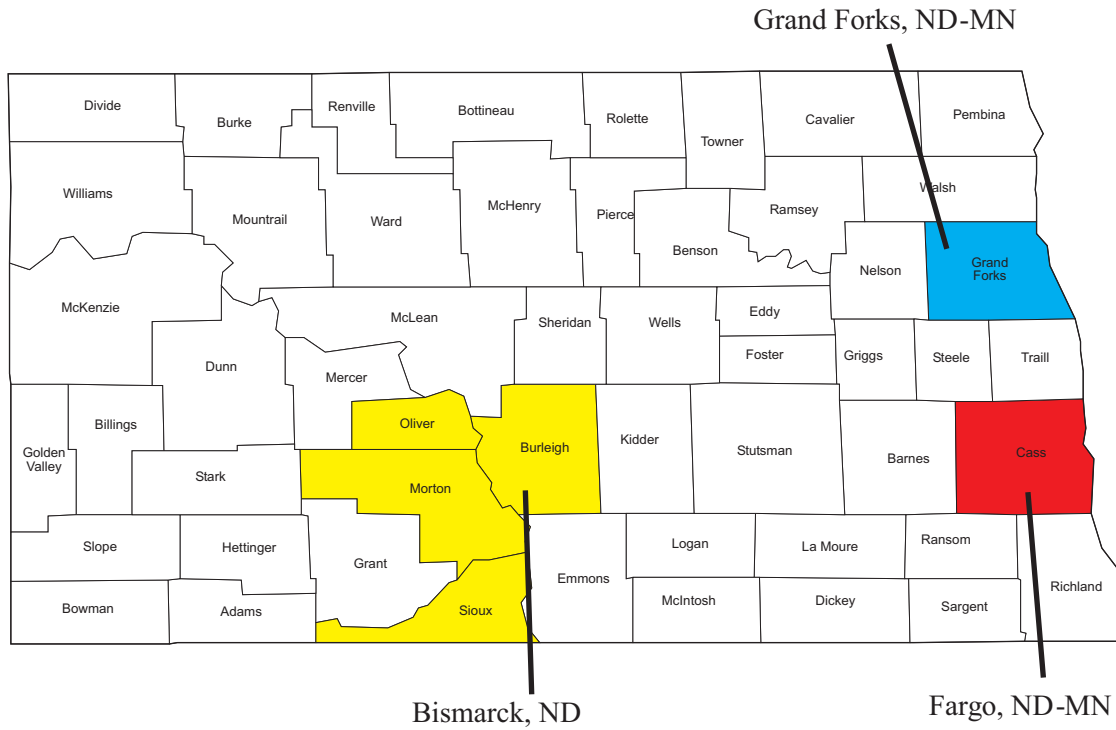 Grand Forks, ND-MN
Divide
Burke
Renville
Bottineau
Rolette
Towner
Cavalier
Pembina
Williams
Mountrail
Ward
McHenry
Pierce
Benson
Ramsey
Walsh
Nelson
Grand
Forks
McKenzie
Dunn
McLean
Mercer
Sheridan
Wells
Eddy
Foster
Griggs
Steele
Traill
Golden
Valley
Billings
Stark
Oliver
Morton
Burleigh
Kidder
Stutsman
Barnes
Cass
Slope
Hettinger
Grant
Sioux
Emmons
Logan
La Moure
Ransom
Richland
Bowman
Adams
McIntosh
Dickey
Sargent
Bismarck, ND
Fargo, ND-MN